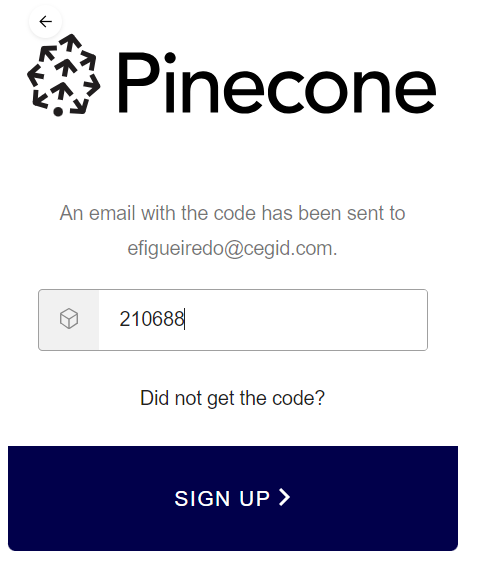 Pinecone
An email with the code has been sent to
efigueiredo@cegid.com.
210688
Did not get the code?
SIGN UP